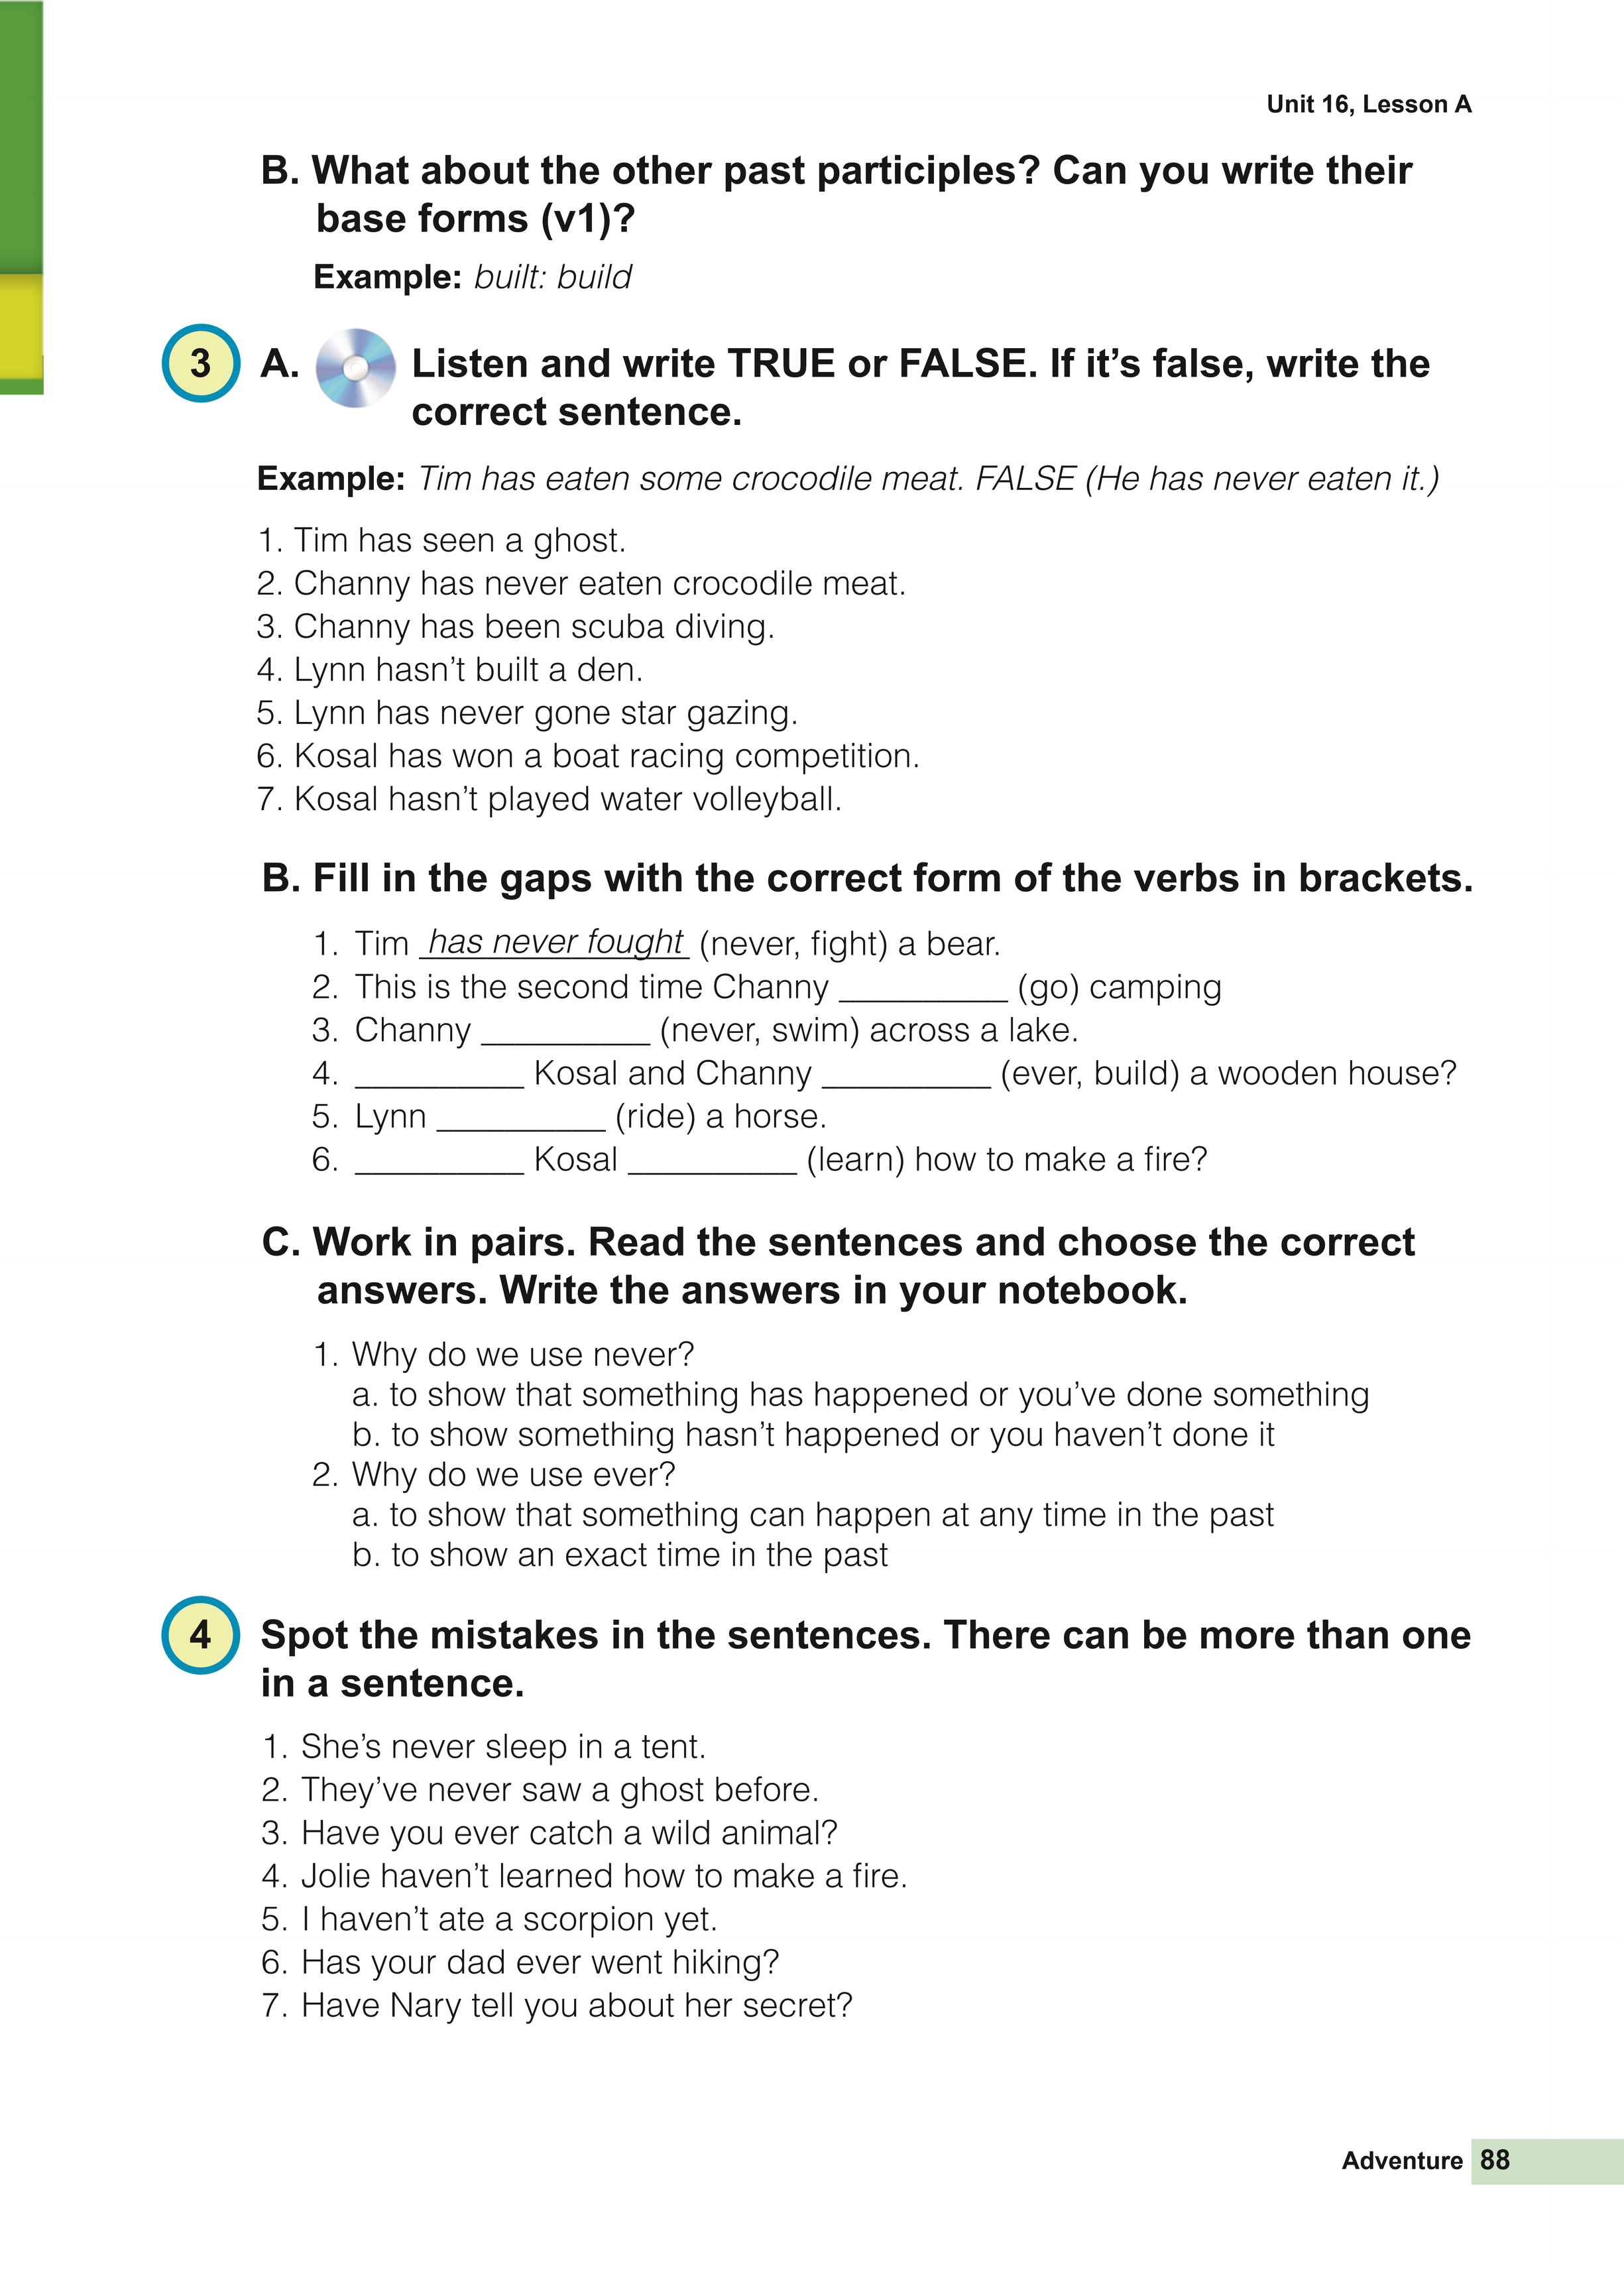 Unit 16, Lesson A
B. What about the other past participles? Can you write their
base forms (v1)?
Example: built: build
3 A. Listen and write TRUE or FALSE. If it's false, write the
correct sentence.
Example: Tim has eaten some crocodile meat. FALSE (He has never eaten it.)
1. Tim has seen a ghost.
2. Channy has never eaten crocodile meat.
3. Channy has been scuba diving.
4. Lynn hasn't built a den.
5. Lynn has never gone star gazing.
6. Kosal has won a boat racing competition.
7. Kosal hasn't played water volleyball.
B. Fill in the gaps with the correct form of the verbs in brackets.
1. Tim has never fought (never, fight) a bear.
2. This is the second time Channy __________ (go) camping
3. Channy __________ (never, swim) across a lake.
4. __________ Kosal and Channy __________ (ever, build) a wooden house?
5. Lynn __________ (ride) a horse.
6. __________ Kosal __________ (learn) how to make a fire?
C. Work in pairs. Read the sentences and choose the correct
answers. Write the answers in your notebook.
1. Why do we use never?
a. to show that something has happened or you've done something
b. to show something hasn't happened or you haven't done it
2. Why do we use ever?
a. to show that something can happen at any time in the past
b. to show an exact time in the past
4 Spot the mistakes in the sentences. There can be more than one
in a sentence.
1. She's never sleep in a tent.
2. They've never saw a ghost before.
3. Have you ever catch a wild animal?
4. Jolie haven't learned how to make a fire.
5. I haven't ate a scorpion yet.
6. Has your dad ever went hiking?
7. Have Nary tell you about her secret?
Adventure 88